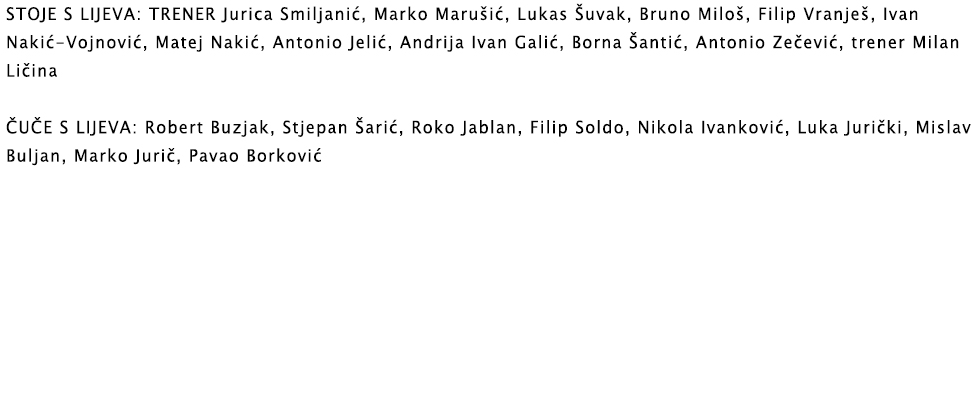 STOJE S LIJEVA: TRENER Jurica Smiljanić, Marko Marušić, Lukas Šuvak, Bruno Miloš, Filip Vranješ, Ivan
Nakić-Vojnović, Matej Nakić, Antonio Jelić, Andrija Ivan Galić, Borna Šantić, Antonio Zečević, trener Milan
Ličina
ČUČE S LIJEVA: Robert Buzjak, Stjepan Šarić, Roko Jablan, Filip Soldo, Nikola Ivanković, Luka Jurički, Mislav
Buljan, Marko Jurič, Pavao Borković